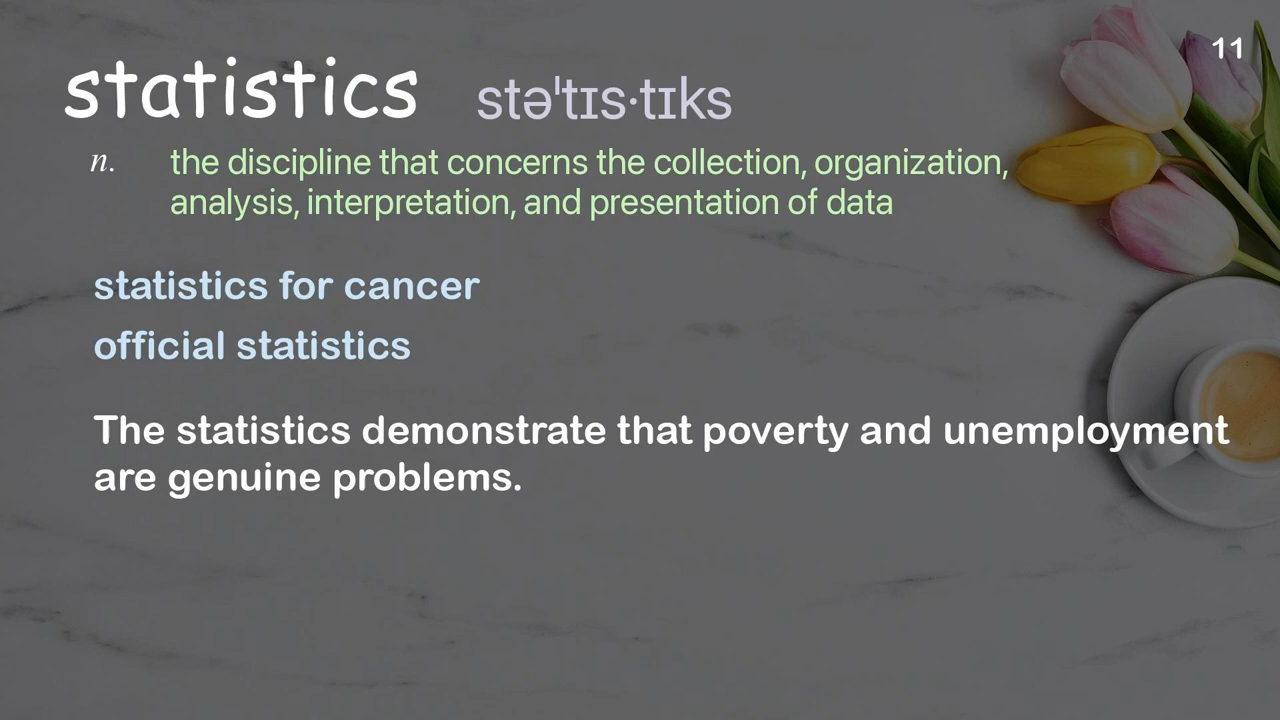 11
statistics stəˈtɪs·tɪks
n. the discipline that concerns the collection, organization,
analysis, interpretation, and presentation of data
statistics for cancer
official statistics
The statistics demonstrate that poverty and unemployment
are genuine problems.